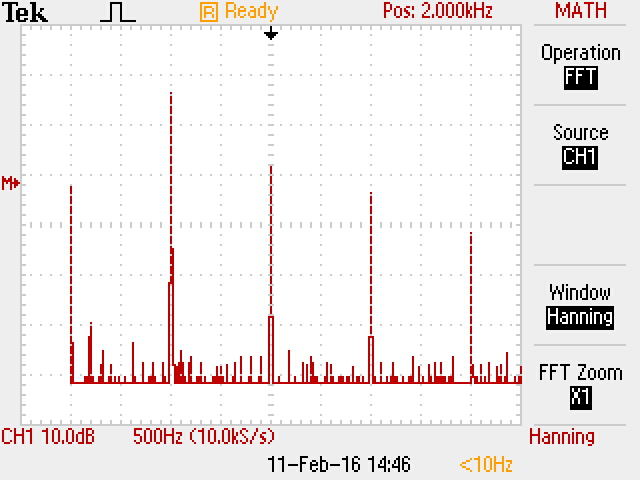 Tek R Ready Pos: 2.000kHz MATH
Operation
FFT
Source
CH1
M
Window
Hanning
FFT Zoom
X1
CH1 10.0dB 500Hz (10.0kS/s) Hanning
11-Feb-16 14:46 <10Hz